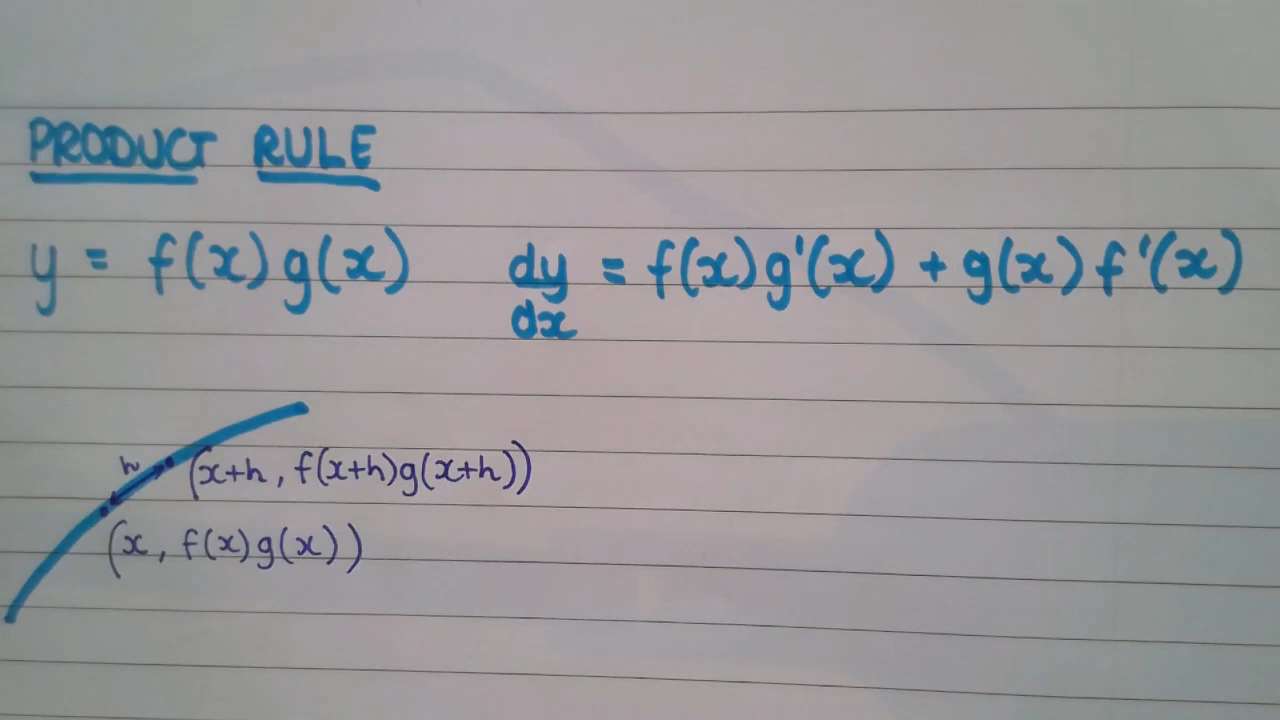 PRODUCT RULE
y = f(x)g(x) dy/dx = f(x)g'(x) + g(x)f'(x)
h (x+h, f(x+h)g(x+h))
(x, f(x)g(x))